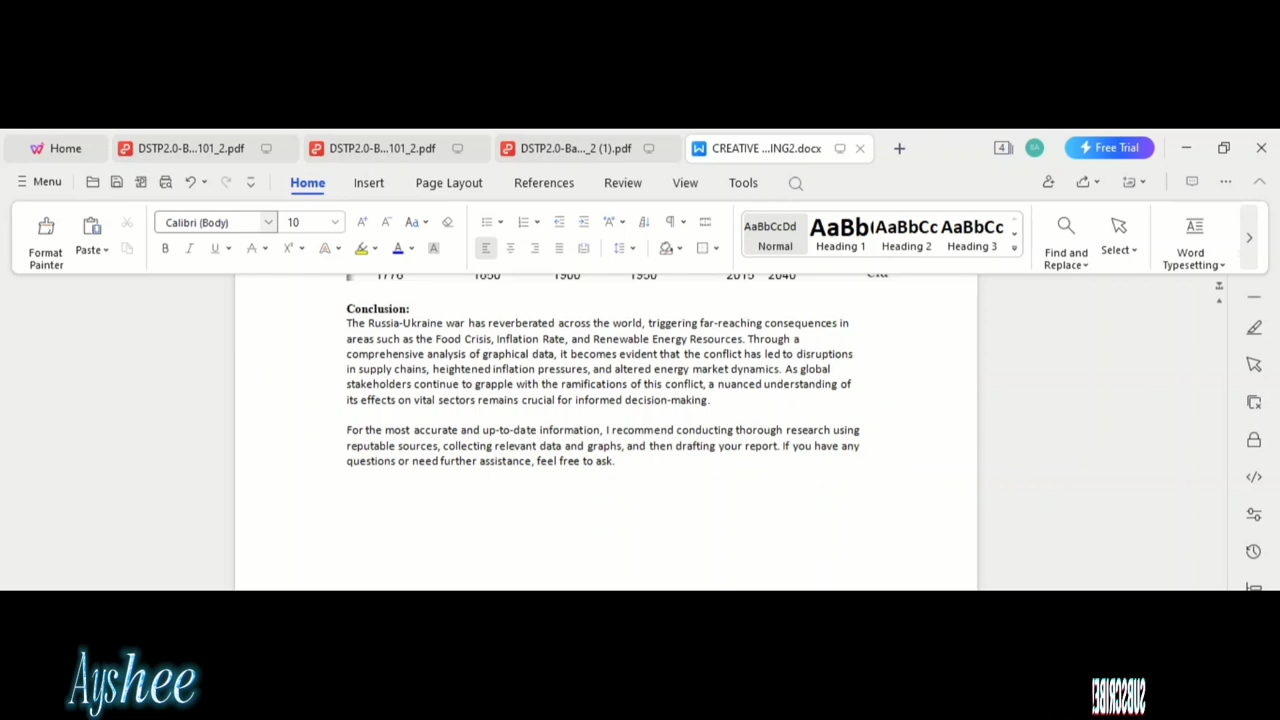 Home
DSTP2.0-B...101_2.pdf
DSTP2.0-B...101_2.pdf
DSTP2.0-Ba..._2 (1).pdf
CREATIVE ...ING2.docx
4
Free Trial
Menu
Home
Insert
Page Layout
References
Review
View
Tools
Format
Painter
Paste
Calibri (Body)
10
AaBbCcDd
Normal
AaBb(
Heading 1
AaBbCc
Heading 2
AaBbCc
Heading 3
Find and
Replace
Select
Word
Typesetting
1776 1850 1900 1950 2015 2040
Conclusion:
The Russia-Ukraine war has reverberated across the world, triggering far-reaching consequences in
areas such as the Food Crisis, Inflation Rate, and Renewable Energy Resources. Through a
comprehensive analysis of graphical data, it becomes evident that the conflict has led to disruptions
in supply chains, heightened inflation pressures, and altered energy market dynamics. As global
stakeholders continue to grapple with the ramifications of this conflict, a nuanced understanding of
its effects on vital sectors remains crucial for informed decision-making.
For the most accurate and up-to-date information, I recommend conducting thorough research using
reputable sources, collecting relevant data and graphs, and then drafting your report. If you have any
questions or need further assistance, feel free to ask.
Ayshee
SUBSCRIBE